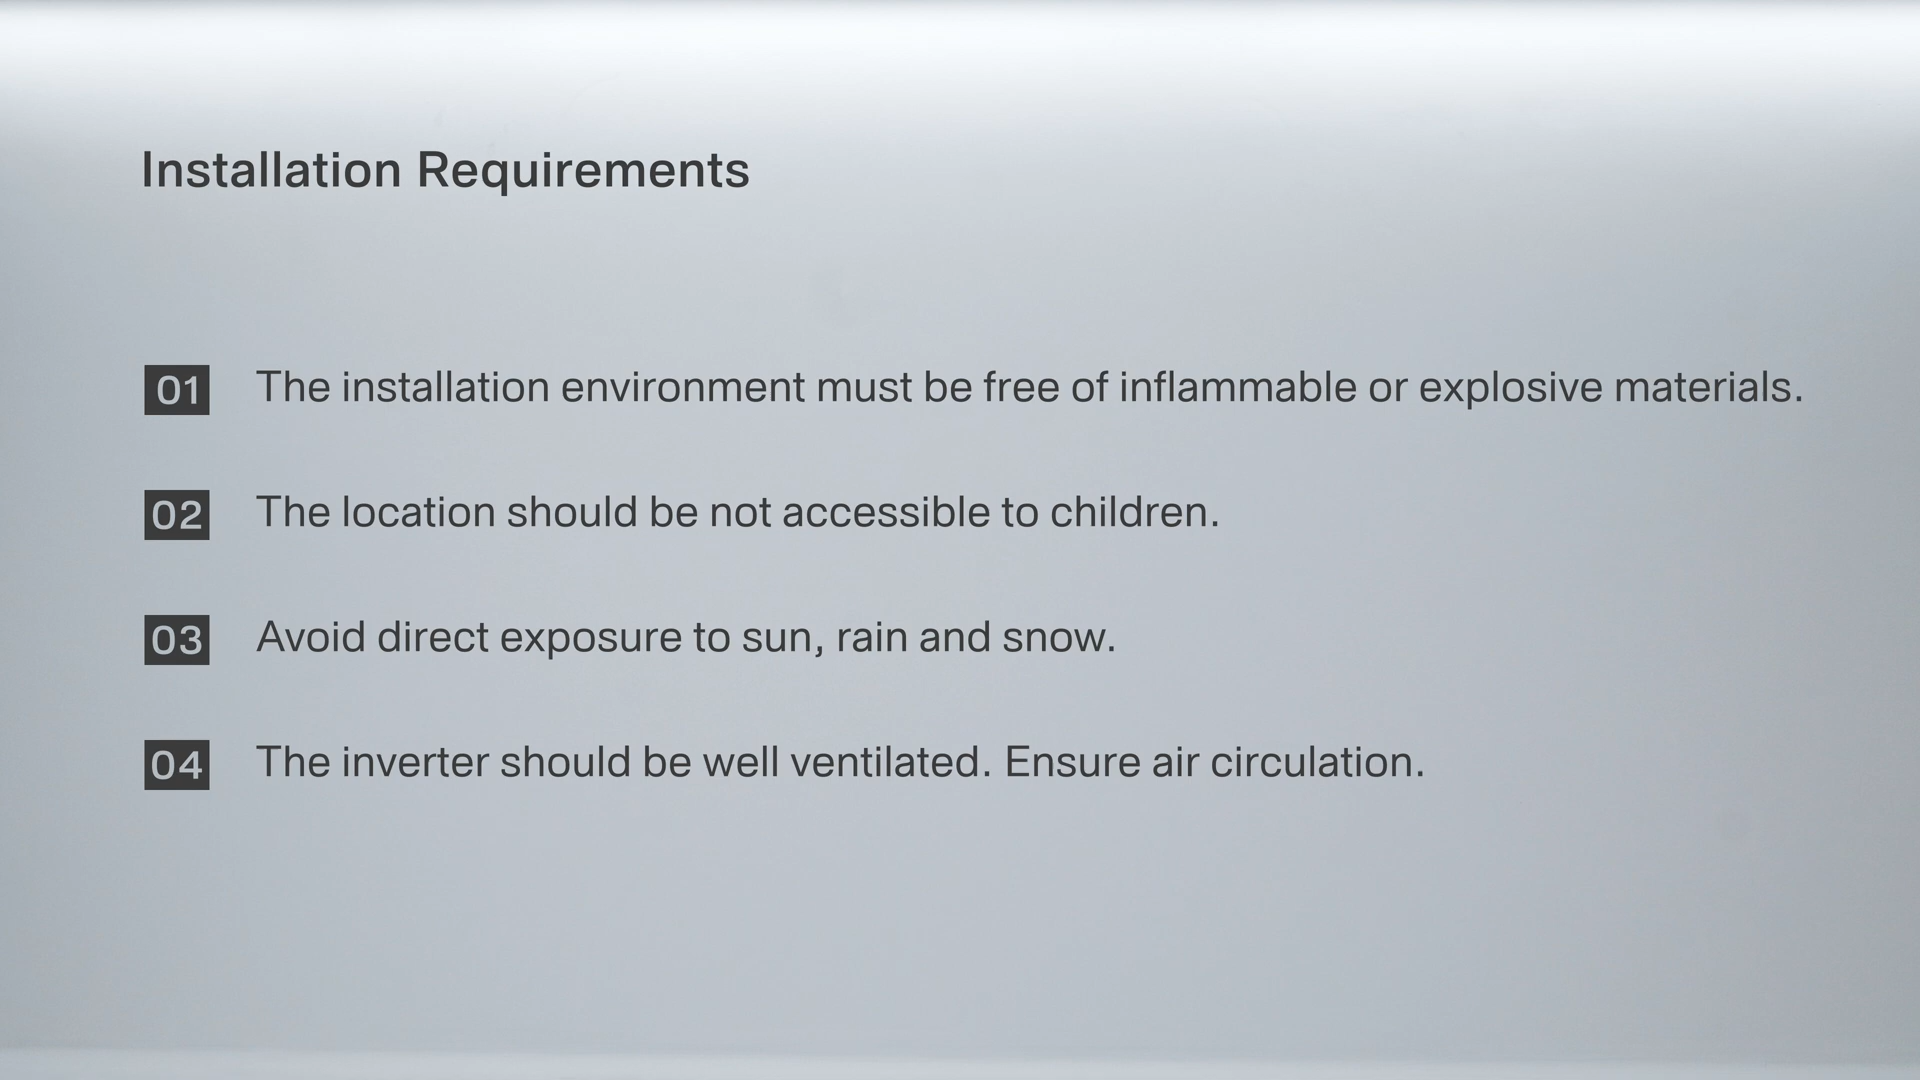 Installation Requirements
01 The installation environment must be free of inflammable or explosive materials.
02 The location should be not accessible to children.
03 Avoid direct exposure to sun, rain and snow.
04 The inverter should be well ventilated. Ensure air circulation.